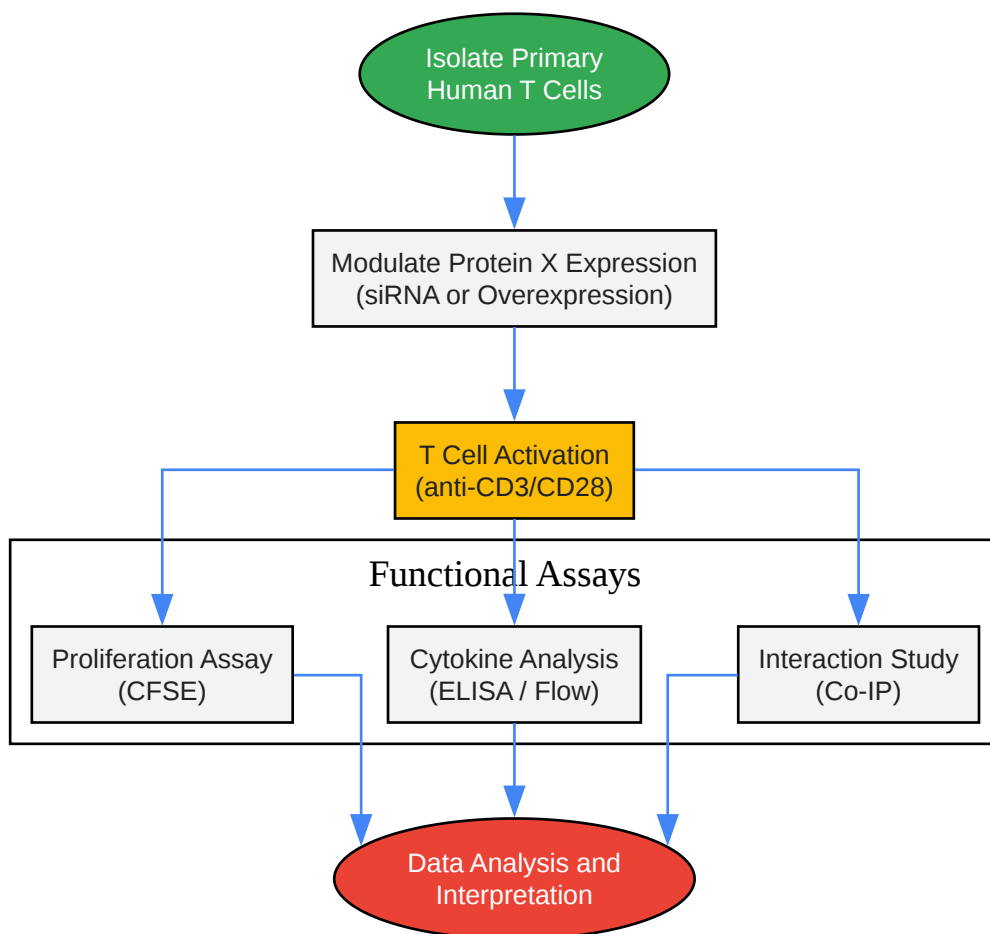 Isolate Primary
Human T Cells
Modulate Protein X Expression
(siRNA or Overexpression)
T Cell Activation
(anti-CD3/CD28)
Functional Assays
Proliferation Assay
(CFSE)
Cytokine Analysis
(ELISA / Flow)
Interaction Study
(Co-IP)
Data Analysis and
Interpretation